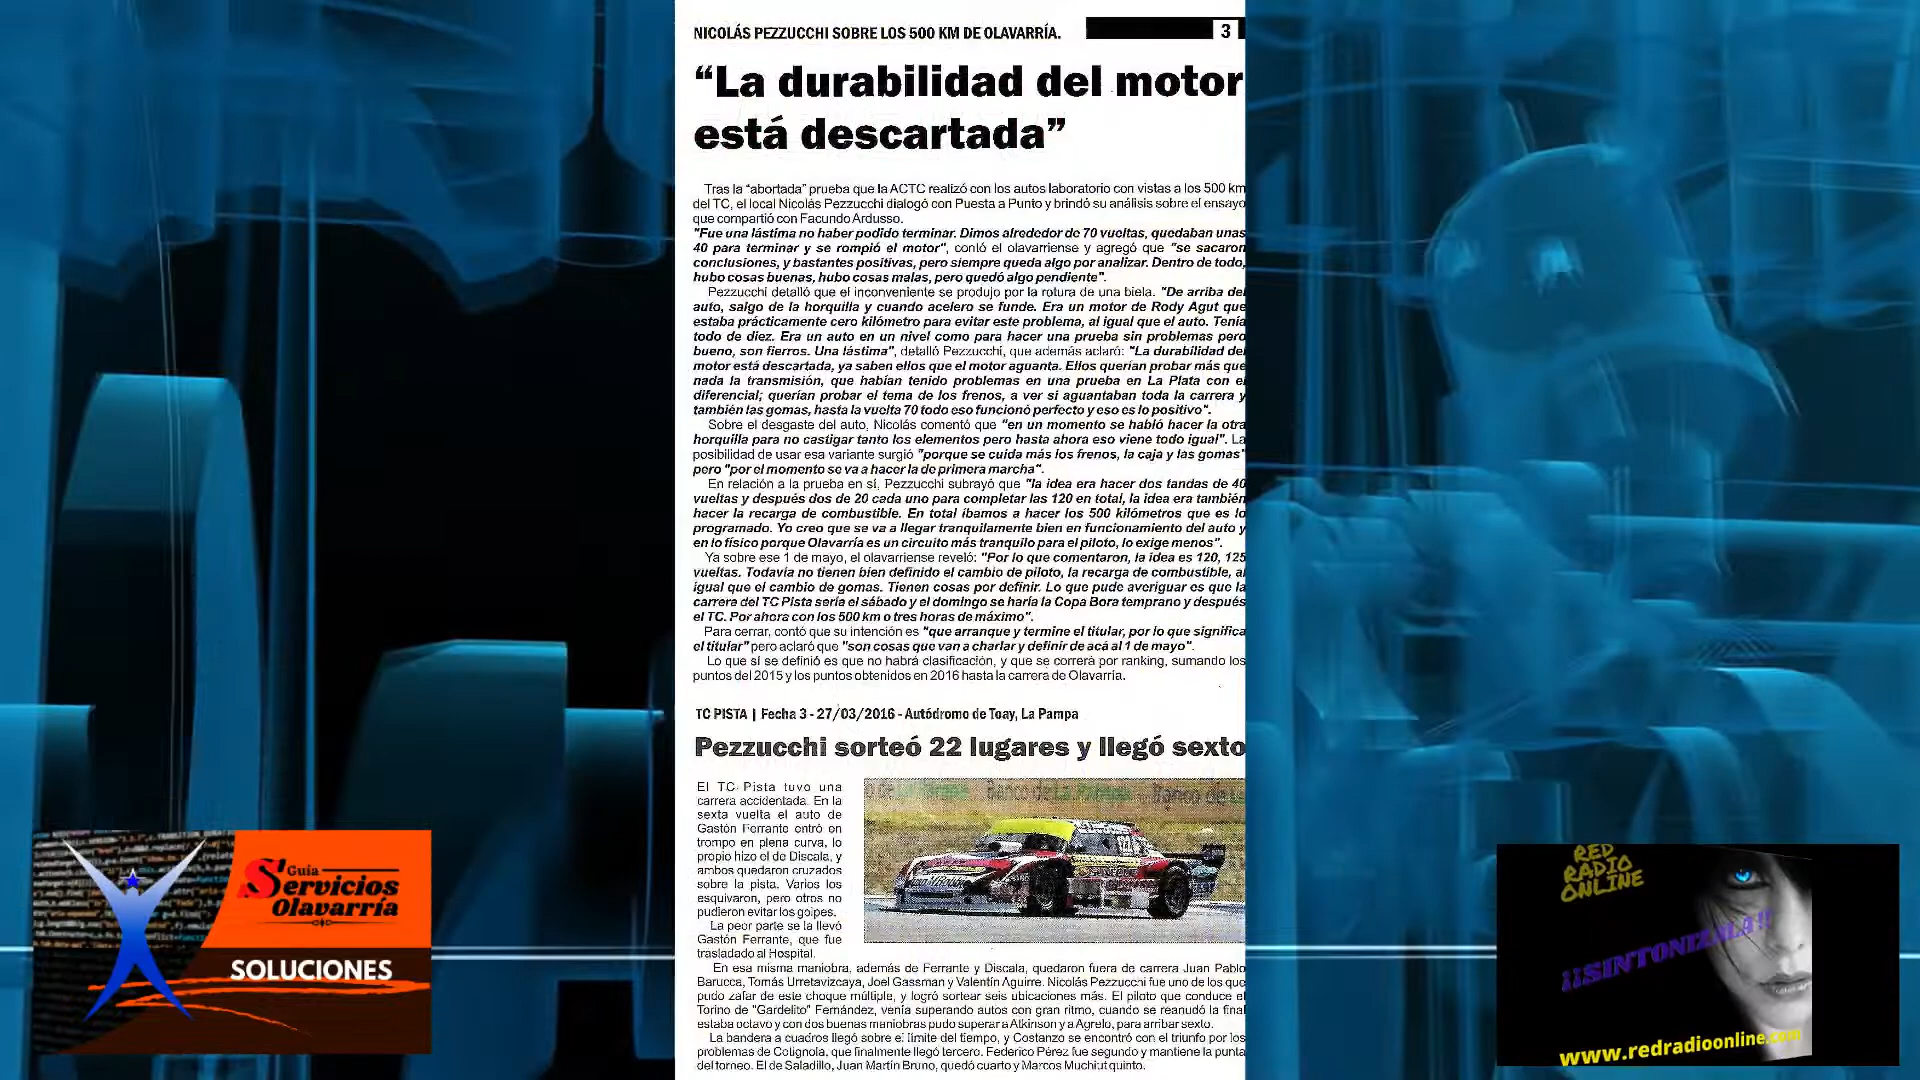 NICOLÁS PEZZUCCHI SOBRE LOS 500 KM DE OLAVARRÍA.
3
“La durabilidad del motor
está descartada”
Tras la "abortada" prueba que la ACTC realizó con los autos laboratorio con vistas a los 500 km
del TC, el local Nicolás Pezzucchi dialogó con Puesta a Punto y brindó su análisis sobre el ensayo
que compartió con Facundo Ardusso.
"Fue una lástima no haber podido terminar. Dimos alrededor de 70 vueltas, quedaban unas
40 para terminar y se rompió el motor", contó el olavarriense y agregó que "se sacaron
conclusiones, y bastantes positivas, pero siempre queda algo por analizar. Dentro de todo,
hubo cosas buenas, hubo cosas malas, pero quedó algo pendiente".
Pezzucchi detalló que el inconveniente se produjo por la rotura de una biela. "De arriba del
auto, salgo de la horquilla y cuando acelero se funde. Era un motor de Rody Agut que
estaba prácticamente cero kilómetro para evitar este problema, al igual que el auto. Tenía
todo de diez. Era un auto en un nivel como para hacer una prueba sin problemas pero
bueno, son fierros. Una lástima", detalló Pezzucchi, que además aclaró: "La durabilidad del
motor está descartada, ya saben ellos que el motor aguanta. Ellos querían probar más que
nada la transmisión, que habían tenido problemas en una prueba en La Plata con el
diferencial; querían probar el tema de los frenos, a ver si aguantaban toda la carrera y
también las gomas, hasta la vuelta 70 todo eso funcionó perfecto y eso es lo positivo".
Sobre el desgaste del auto, Nicolás comentó que "en un momento se habló hacer la otra
horquilla para no castigar tanto los elementos pero hasta ahora eso viene todo igual". La
posibilidad de usar esa variante surgió "porque se cuida más los frenos, la caja y las gomas"
pero "por el momento se va a hacer la de primera marcha".
En relación a la prueba en sí, Pezzucchi subrayó que "la idea era hacer dos tandas de 40
vueltas y después dos de 20 cada uno para completar las 120 en total, la idea era también
hacer la recarga de combustible. En total íbamos a hacer los 500 kilómetros que es lo
programado. Yo creo que se va a llegar tranquilamente bien en funcionamiento del auto y
en lo físico porque Olavarría es un circuito más tranquilo para el piloto, lo exige menos".
Ya sobre ese 1 de mayo, el olavarriense reveló: "Por lo que comentaron, la idea es 120, 125
vueltas. Todavía no tienen bien definido el cambio de piloto, la recarga de combustible, al
igual que el cambio de gomas. Tienen cosas por definir. Lo que pude averiguar es que la
carrera del TC Pista sería el sábado y el domingo se haría la Copa Bora temprano y después
el TC. Por ahora con los 500 km o tres horas de máximo".
Para cerrar, contó que su intención es "que arranque y termine el titular, por lo que significa
el titular" pero aclaró que "son cosas que van a charlar y definir de acá al 1 de mayo".
Lo que sí se definió es que no habrá clasificación, y que se correrá por ranking, sumando los
puntos del 2015 y los puntos obtenidos en 2016 hasta la carrera de Olavarría.
TC PISTA | Fecha 3 - 27/03/2016 - Autódromo de Toay, La Pampa
Pezzucchi sorteó 22 lugares y llegó sexto
El TC Pista tuvo una
carrera accidentada. En la
sexta vuelta el auto de
Gastón Ferrante entró en
trompo en plena curva, lo
propio hizo el de Discala, y
ambos quedaron cruzados
sobre la pista. Varios los
esquivaron, pero otros no
pudieron evitar los golpes.
La peor parte se la llevó
Gastón Ferrante, que fue
trasladado al Hospital.
Banco de La Pampa
En esa misma maniobra, además de Ferrante y Discala, quedaron fuera de carrera Juan Pablo
Barucca, Tomás Urretavizcaya, Joel Gassman y Valentín Aguirre. Nicolás Pezzucchi fue uno de los que
pudo zafar de este choque múltiple, y logró sortear seis ubicaciones más. El piloto que conduce el
Torino de "Gardelito" Fernández, venía superando autos con gran ritmo, cuando se reanudó la final
estaba octavo y con dos buenas maniobras pudo superar a Atkinson y a Agrelo, para arribar sexto.
La bandera a cuadros llegó sobre el límite del tiempo, y Costanzo se encontró con el triunfo por los
problemas de Cotignola, que finalmente llegó tercero. Federico Pérez fue segundo y mantiene la punta
del torneo. El de Saladillo, Juan Martín Bruno, quedó cuarto y Marcos Muchiut quinto.
Guía
Servicios
Olavarría
SOLUCIONES
RED
RADIO
ONLINE
¡¡SINTONIZALA!!
www.redradioonline.com